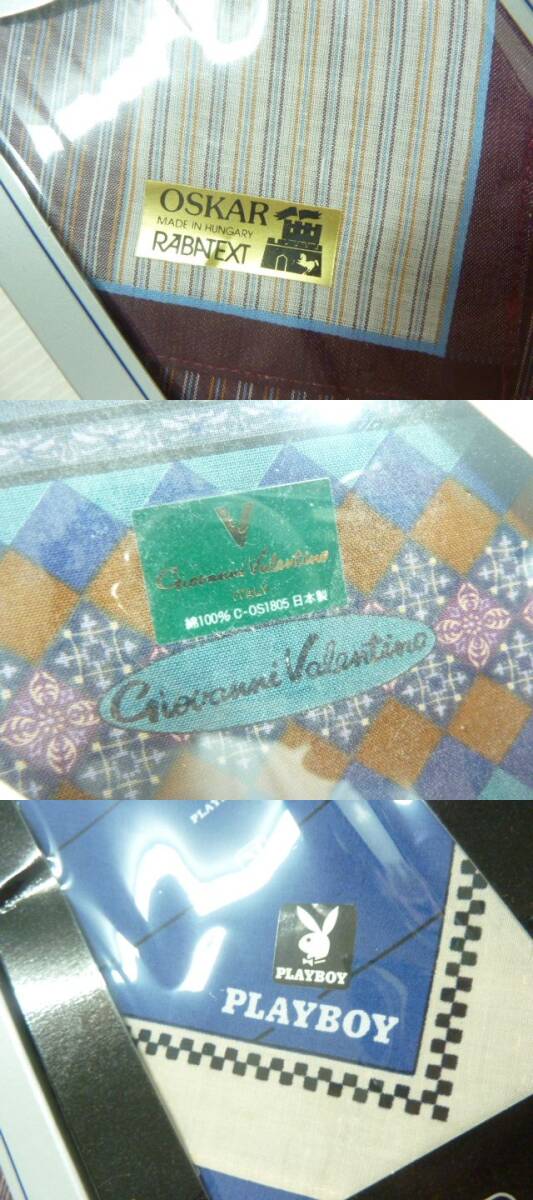 OSKAR
MADE IN HUNGARY
RABATEXT
V
Giovanni Valentino
ITALY
綿100% C-OS1805 日本製
Giovanni Valentino
PLAYBOY
PLAYBOY